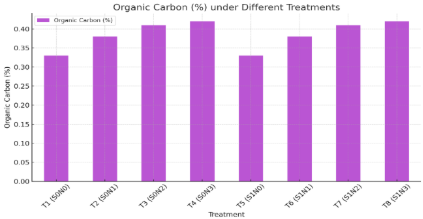 Organic Carbon (%) under Different Treatments
Organic Carbon (%)
0.40
0.35
0.30
0.25
0.20
0.15
0.10
0.05
0.00
Organic Carbon (%)
T1 (S0N0)
T2 (S0N1)
T3 (S0N2)
T4 (S0N3)
T5 (S1N0)
T6 (S1N1)
T7 (S1N2)
T8 (S1N3)
Treatment